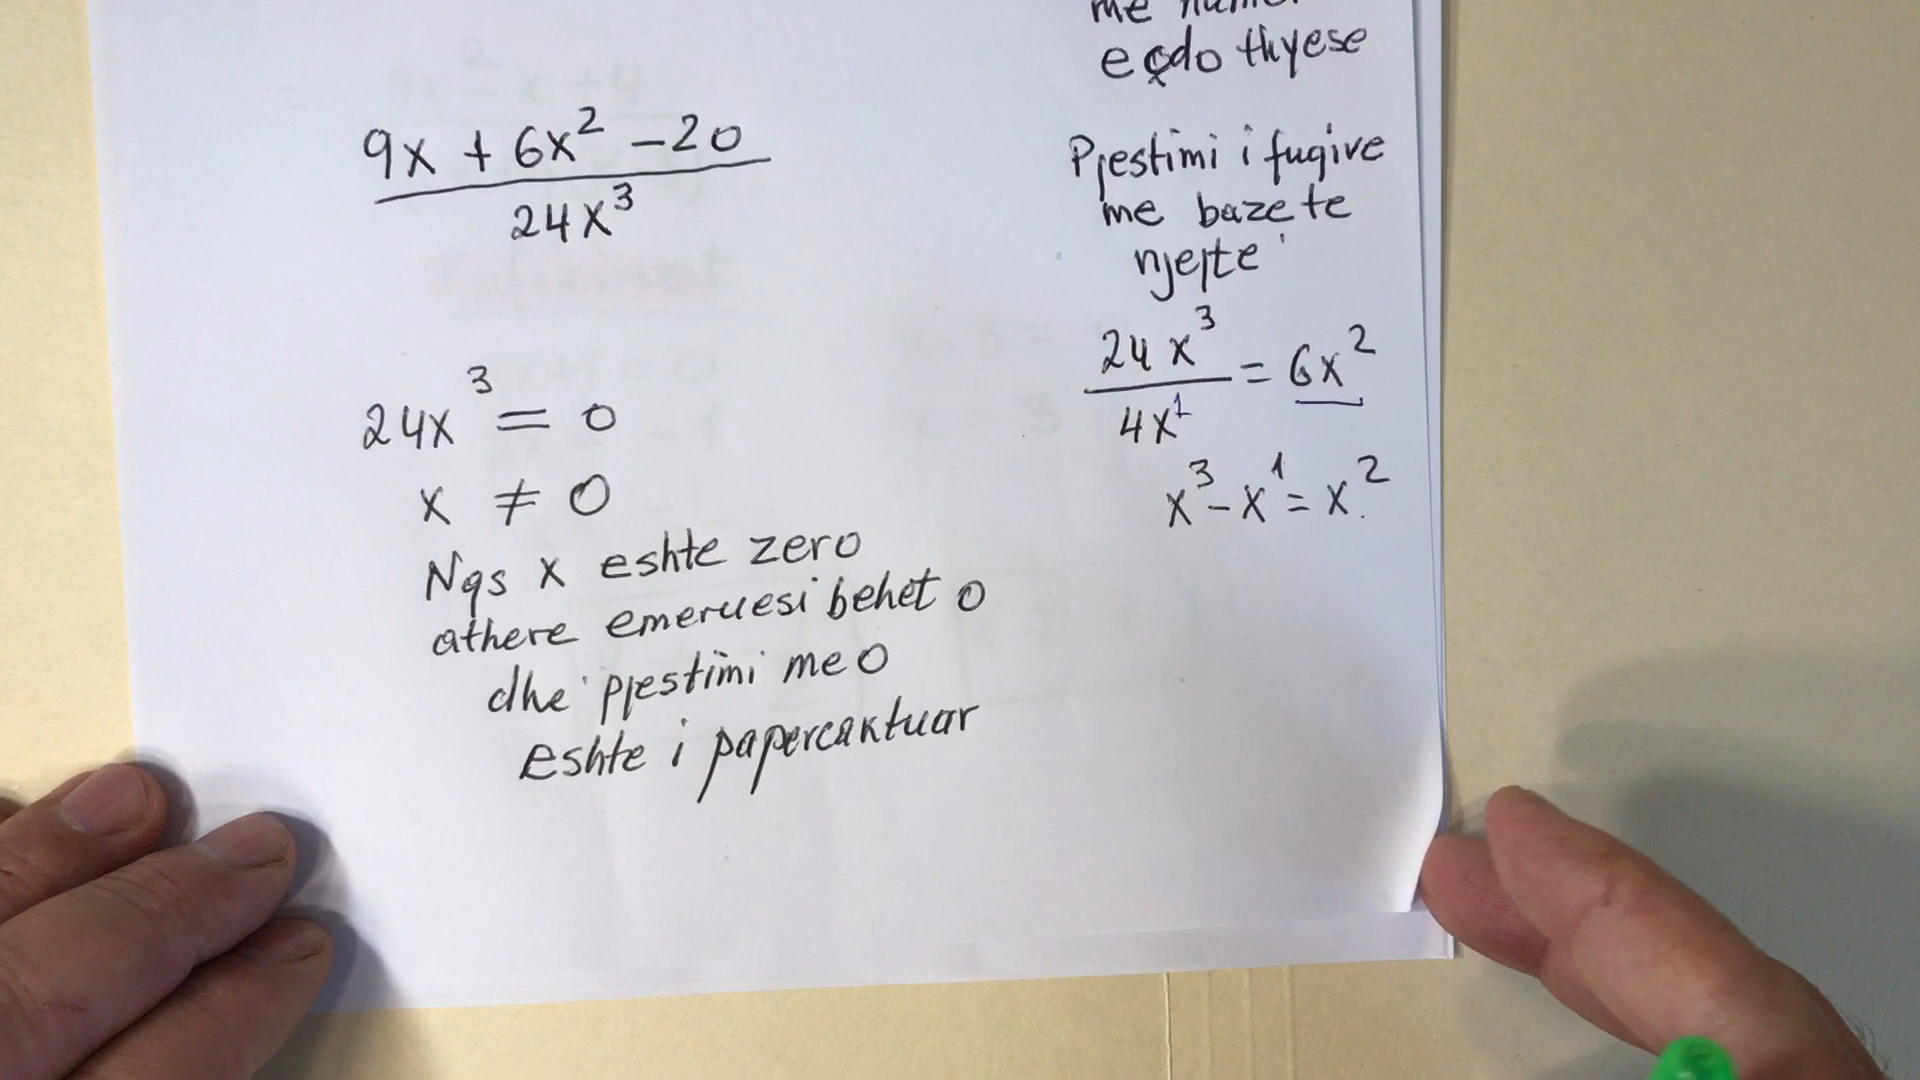 9x + 6x² - 20
24x³
24x³ = 0
x ≠ 0
Nqs x eshte zero
athere emeruesi behet 0
dhe pjestimi me 0
eshte i papercaktuar
eçdo thyese
Pjestimi i fuqive
me baze te
njejte
24x³
= 6x²
4x¹
x³ - x¹ = x²